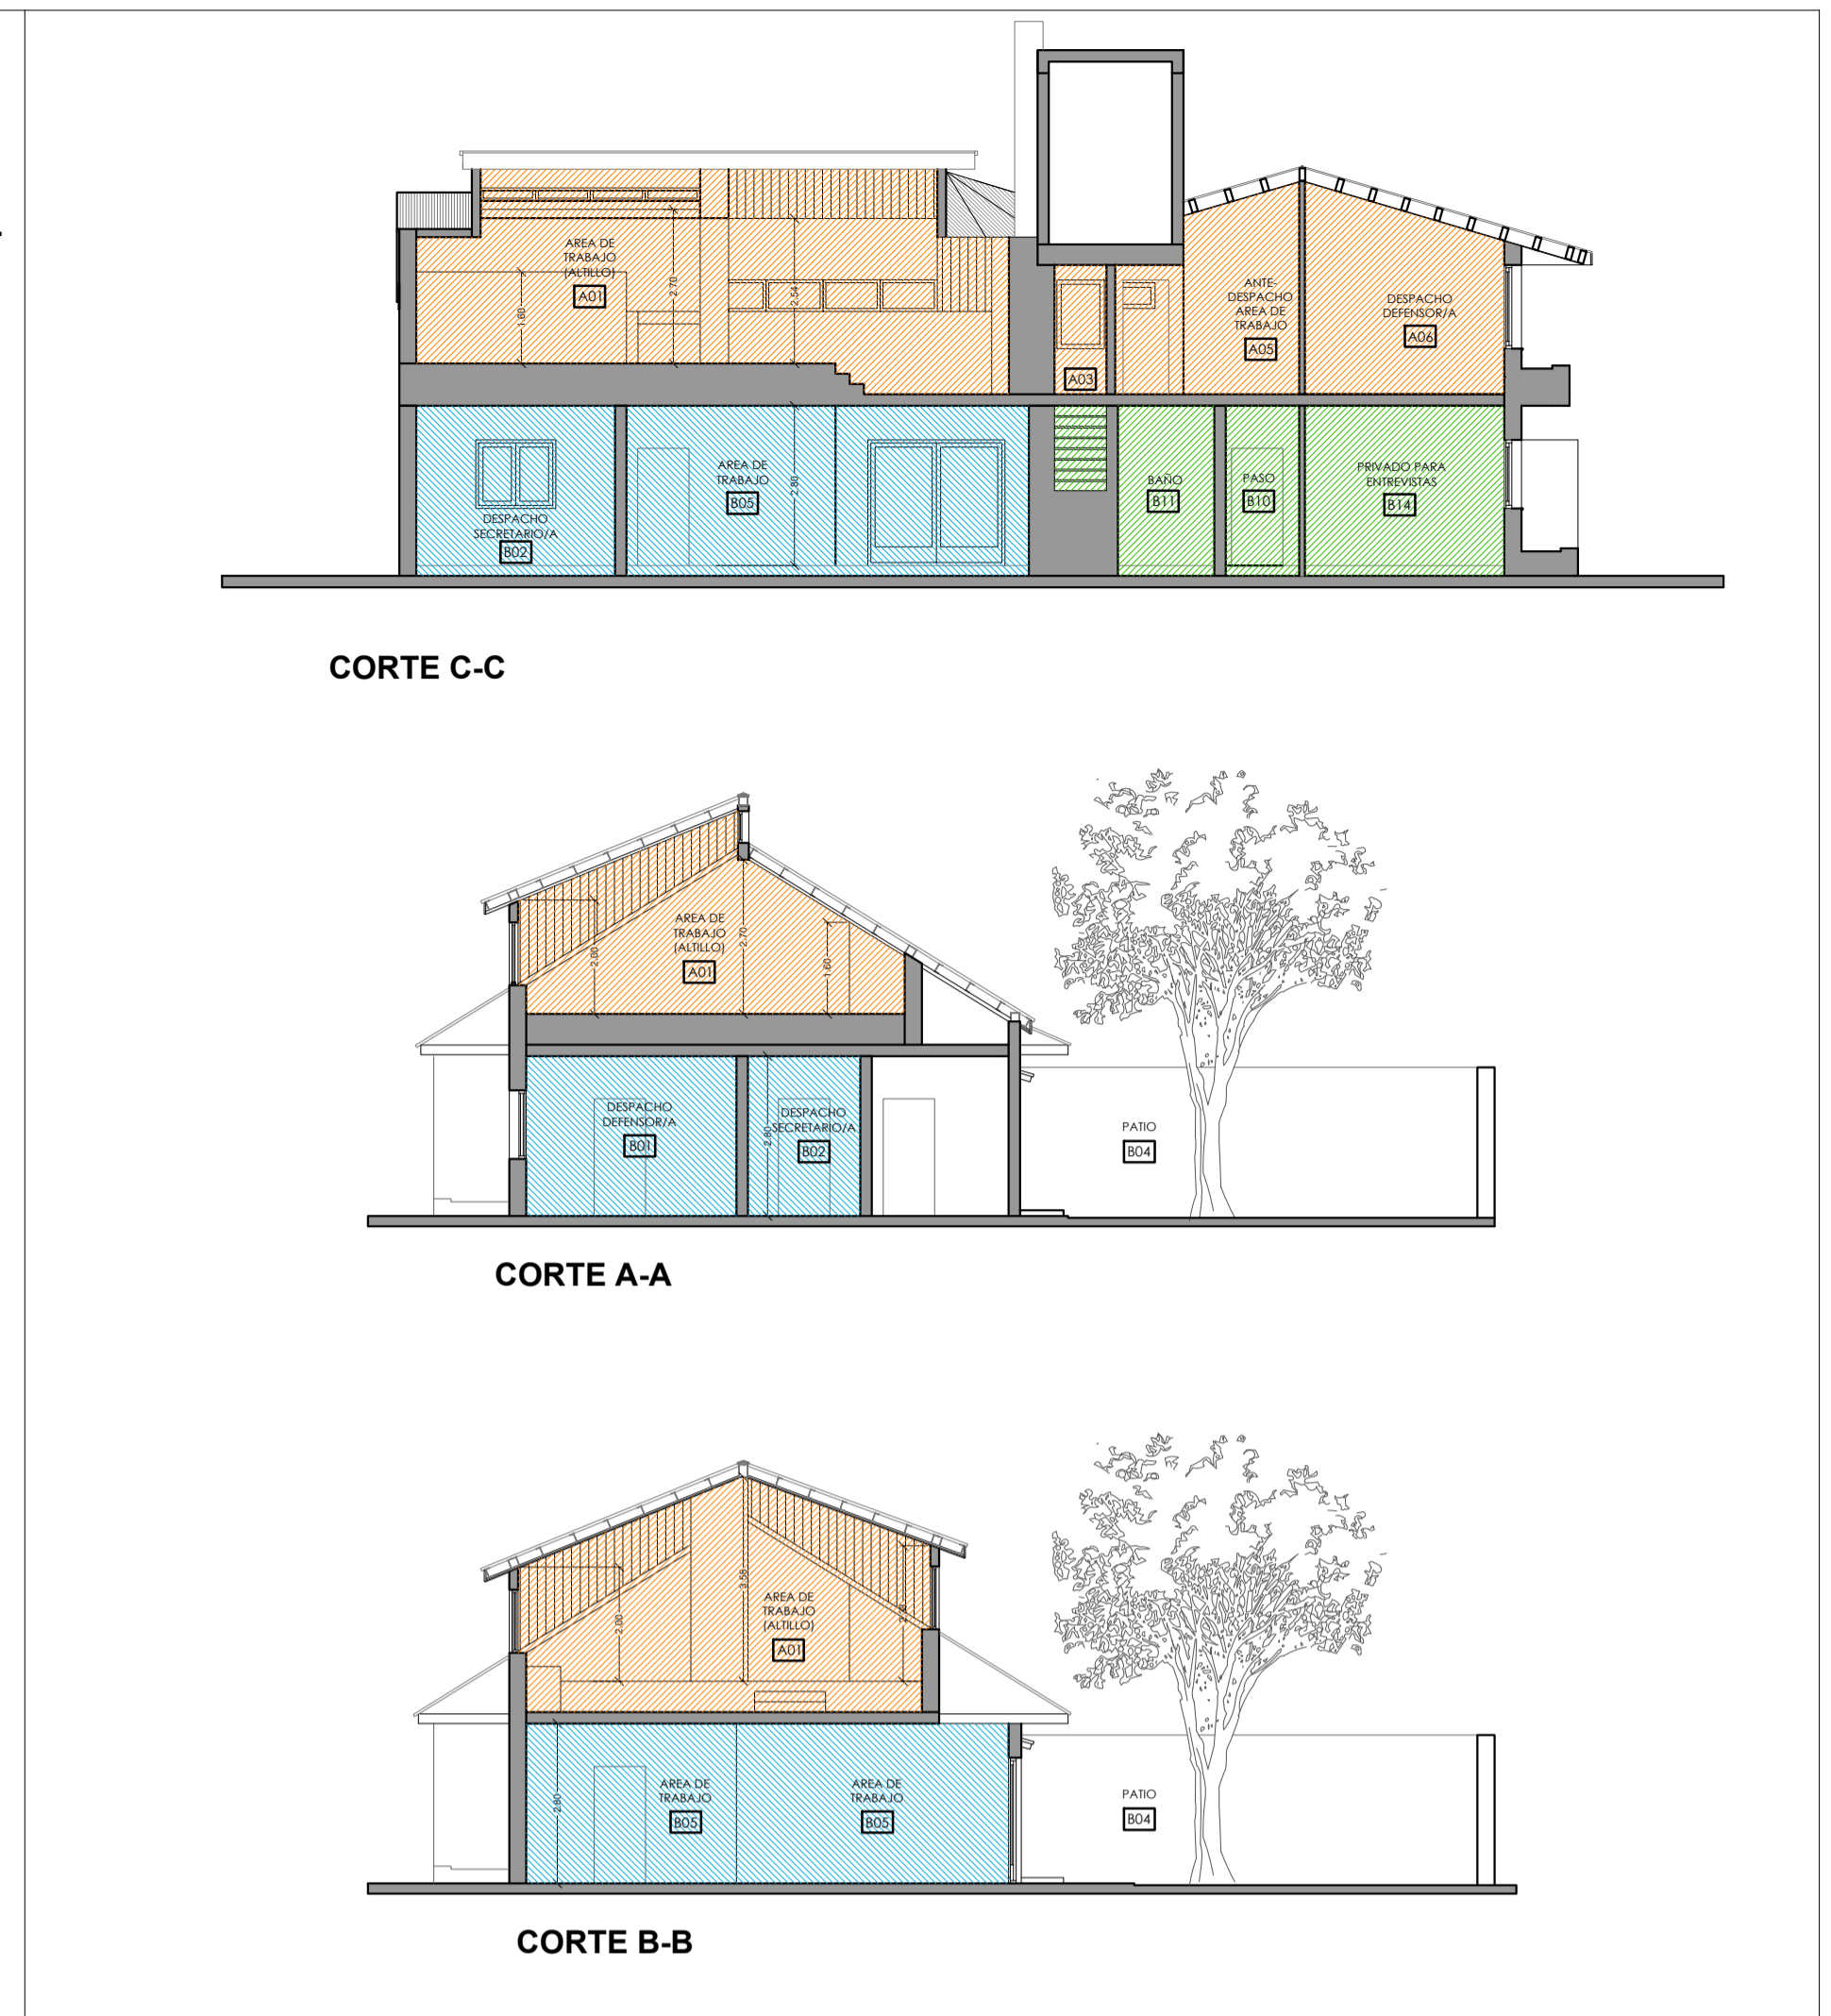 AREA DE
TRABAJO
(ALTILLO)
A01
1.60
2.70
2.54
A03
ANTE-
DESPACHO
AREA DE
TRABAJO
A05
DESPACHO
DEFENSOR/A
A06
DESPACHO
SECRETARIO/A
B02
AREA DE
TRABAJO
B05
2.80
BAÑO
B11
PASO
B10
PRIVADO PARA
ENTREVISTAS
B14
CORTE C-C
AREA DE
TRABAJO
(ALTILLO)
A01
2.00
2.70
1.60
DESPACHO
DEFENSOR/A
B01
2.80
DESPACHO
SECRETARIO/A
B02
PATIO
B04
CORTE A-A
AREA DE
TRABAJO
(ALTILLO)
A01
2.00
3.58
AREA DE
TRABAJO
B05
AREA DE
TRABAJO
B05
2.80
PATIO
B04
CORTE B-B